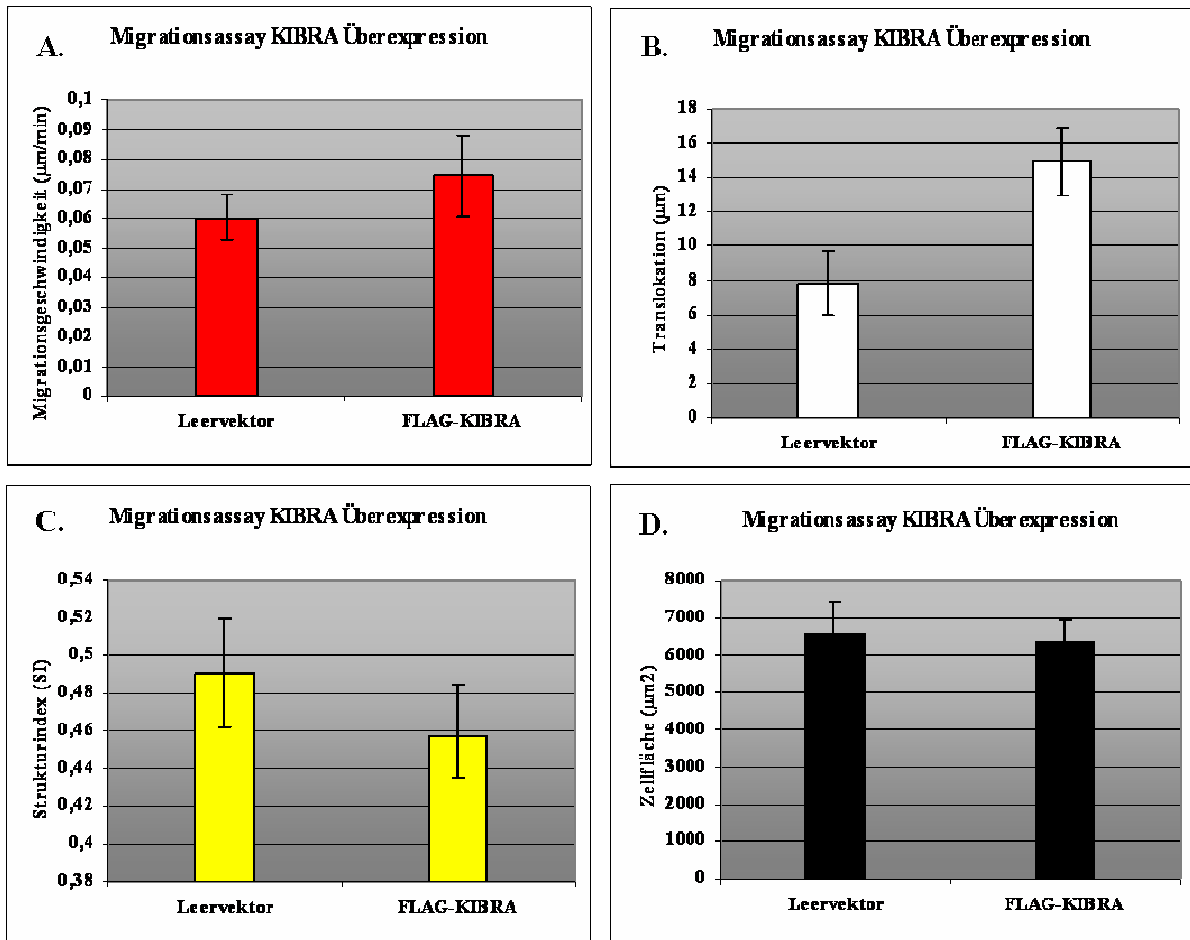 A.
Migrationsassay KIBRA Überexpression
Migrationsgeschwindigkeit (µm/min)
0,1
0,09
0,08
0,07
0,06
0,05
0,04
0,03
0,02
0,01
0
Leervektor
FLAG-KIBRA
B.
Migrationsassay KIBRA Überexpression
Translokation (µm)
18
16
14
12
10
8
6
4
2
0
Leervektor
FLAG-KIBRA
C.
Migrationsassay KIBRA Überexpression
Strukturindex (SI)
0,54
0,52
0,5
0,48
0,46
0,44
0,42
0,4
0,38
Leervektor
FLAG-KIBRA
D.
Migrationsassay KIBRA Überexpression
Zellfläche (µm2)
8000
7000
6000
5000
4000
3000
2000
1000
0
Leervektor
FLAG-KIBRA